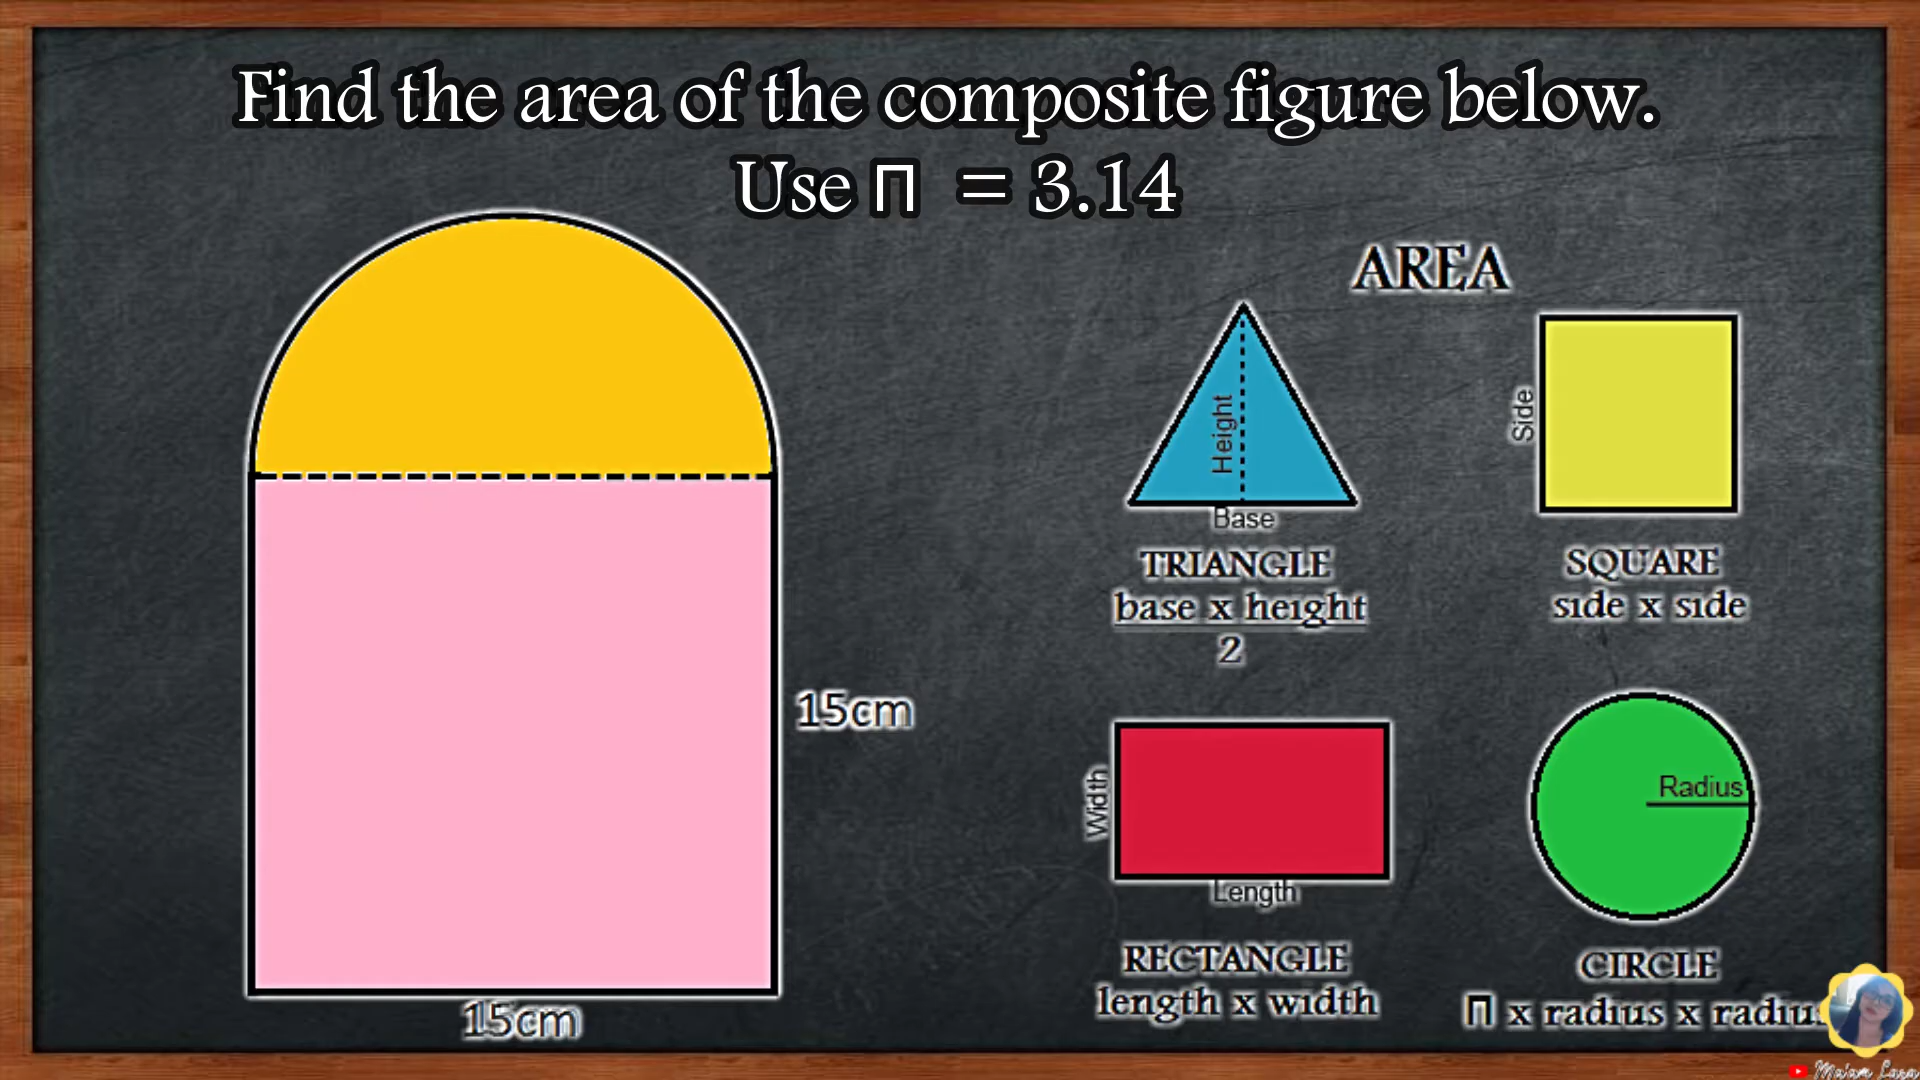 Find the area of the composite figure below.
Use п = 3.14
AREA
Height
Base
TRIANGLE
base x height
2
Side
SQUARE
side x side
15cm
15cm
Width
Length
RECTANGLE
length x width
Radius
CIRCLE
п x radius x radius